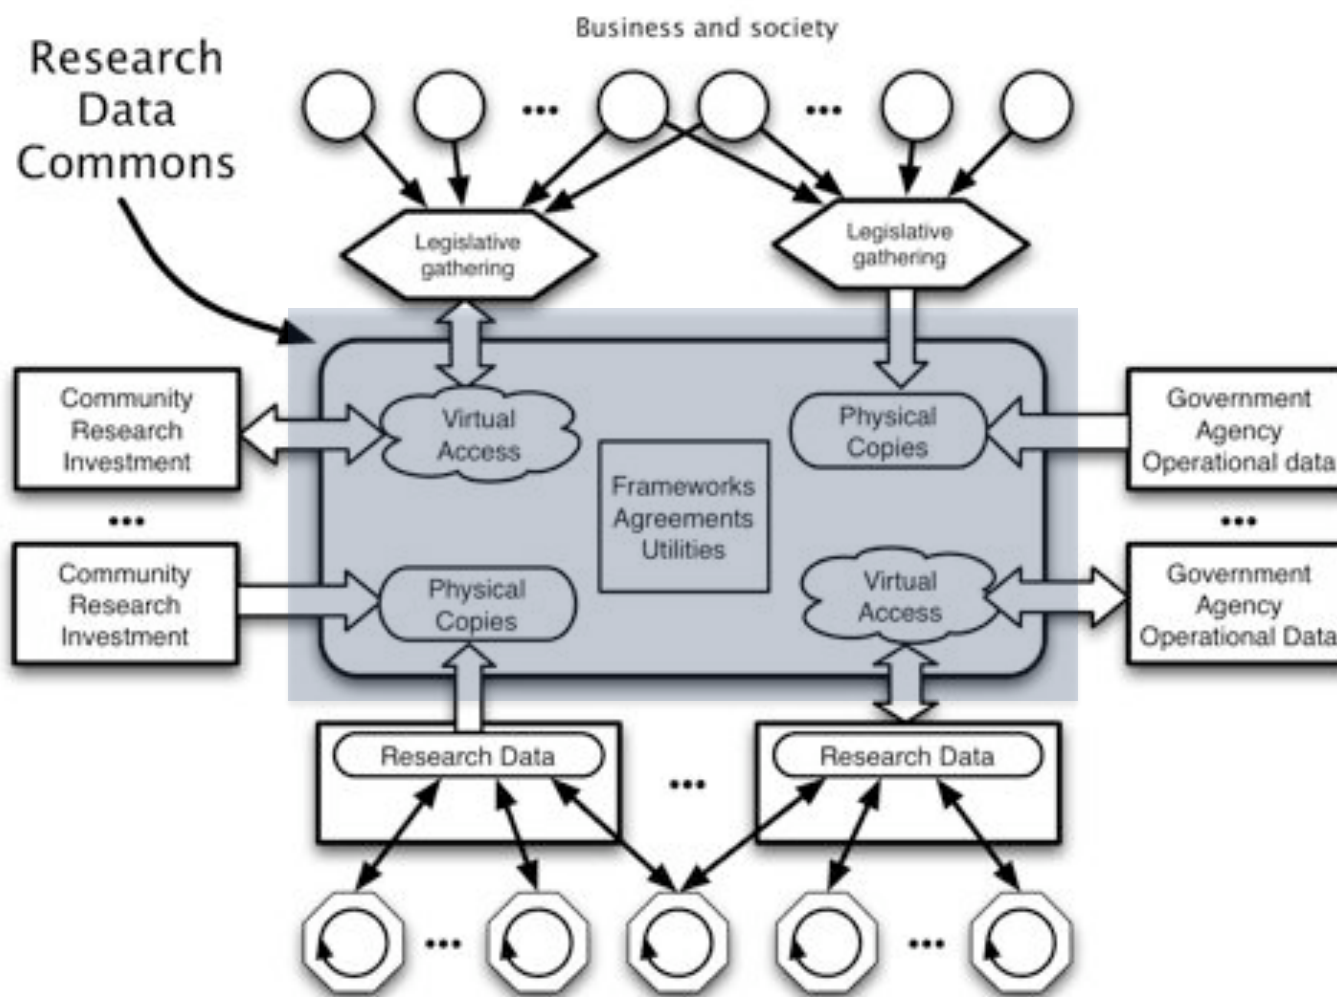 Business and society
Research
Data
Commons
Legislative
gathering
Legislative
gathering
Community
Research
Investment
Virtual
Access
Physical
Copies
Government
Agency
Operational data
Frameworks
Agreements
Utilities
•••
•••
Community
Research
Investment
Physical
Copies
Virtual
Access
Government
Agency
Operational Data
Research Data
Research Data